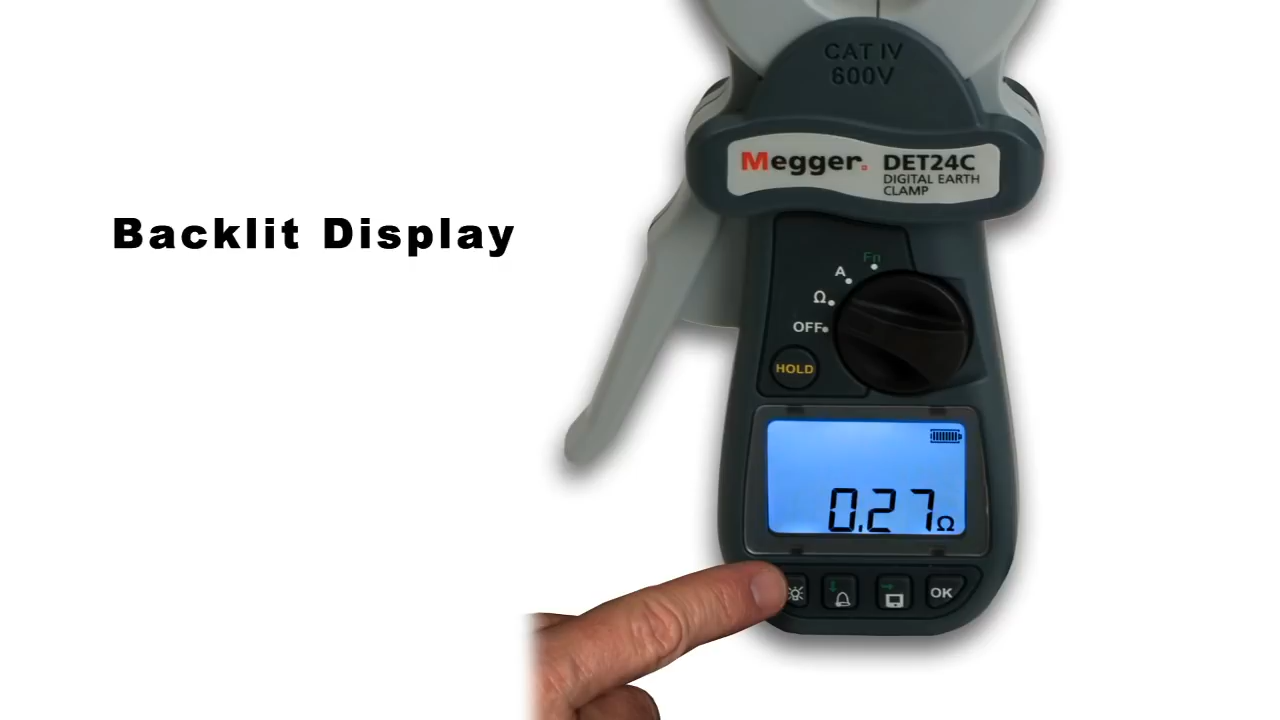 CAT IV
600V
Megger.
DET24C
DIGITAL EARTH
CLAMP
Backlit Display
Fn
A
Ω
OFF
HOLD
0.27Ω
OK